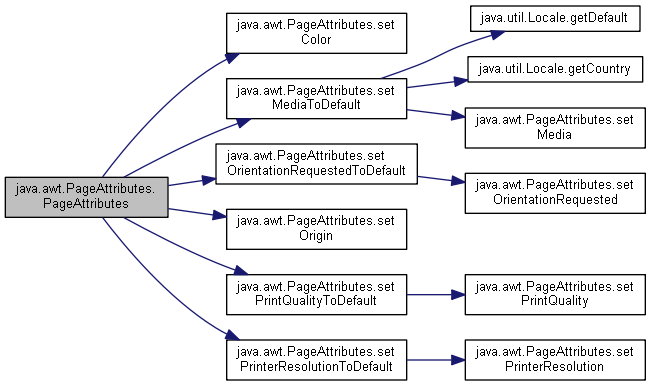 java.awt.PageAttributes.
PageAttributes
java.awt.PageAttributes.set
Color
java.awt.PageAttributes.set
MediaToDefault
java.util.Locale.getDefault
java.util.Locale.getCountry
java.awt.PageAttributes.set
Media
java.awt.PageAttributes.set
OrientationRequestedToDefault
java.awt.PageAttributes.set
OrientationRequested
java.awt.PageAttributes.set
Origin
java.awt.PageAttributes.set
PrintQualityToDefault
java.awt.PageAttributes.set
PrintQuality
java.awt.PageAttributes.set
PrinterResolutionToDefault
java.awt.PageAttributes.set
PrinterResolution